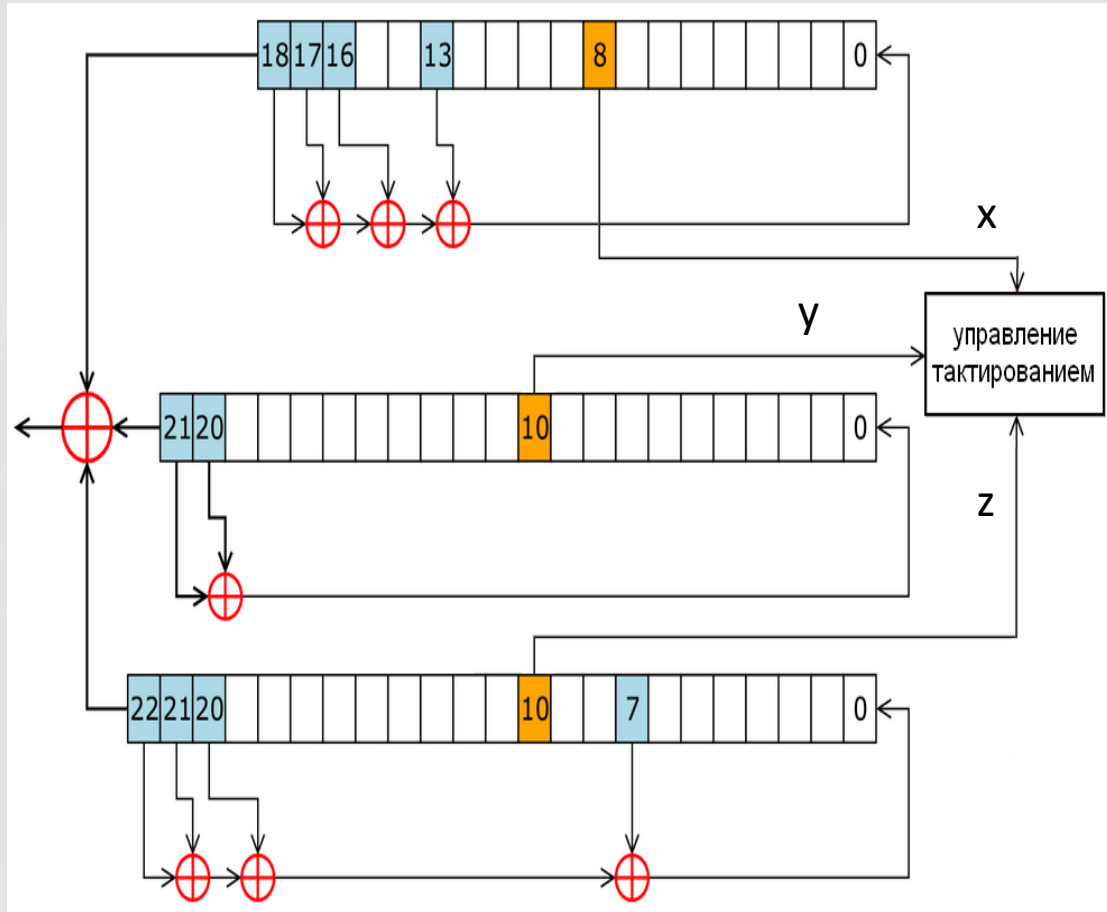 18 17 16 13 8 0
x
y
управление
тактированием
21 20 10 0
z
22 21 20 10 7 0